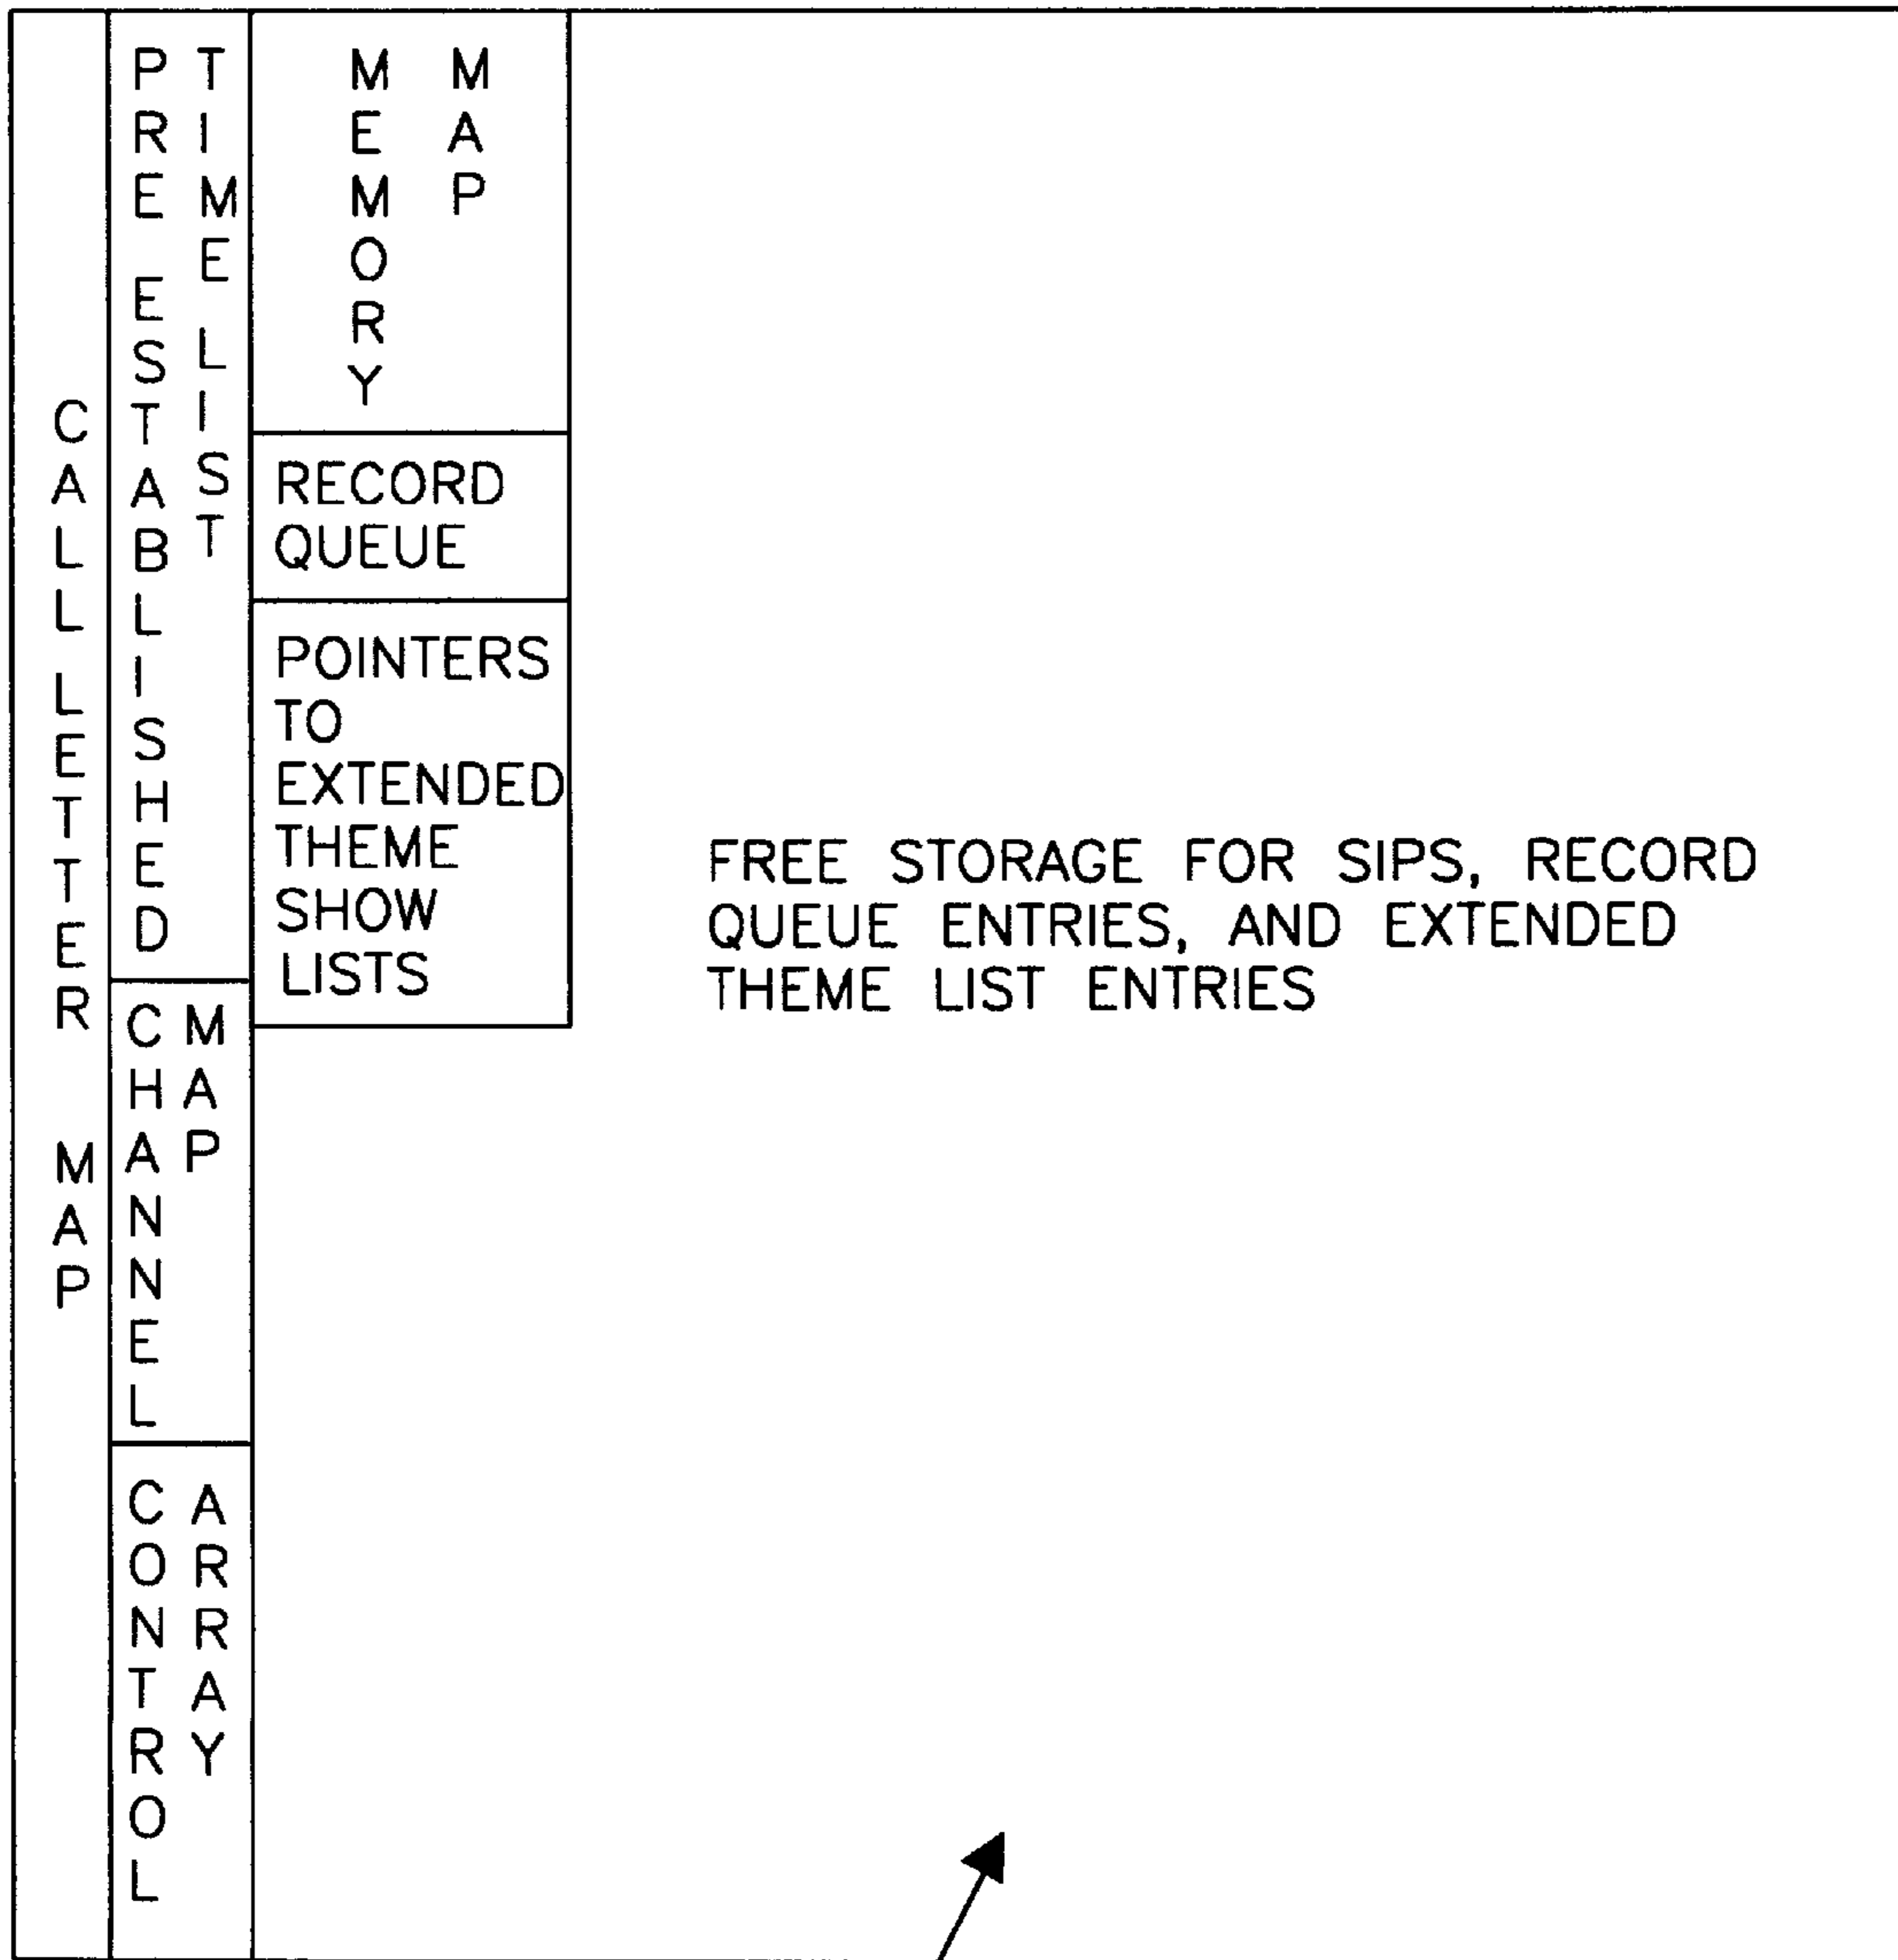 CALL LETTER MAP
PRE ESTABLISHED
TIME LIST
CHANNEL
MAP
CONTROL
ARRAY
MEMORY
MAP
RECORD
QUEUE
POINTERS
TO
EXTENDED
THEME
SHOW
LISTS
FREE STORAGE FOR SIPS, RECORD
QUEUE ENTRIES, AND EXTENDED
THEME LIST ENTRIES